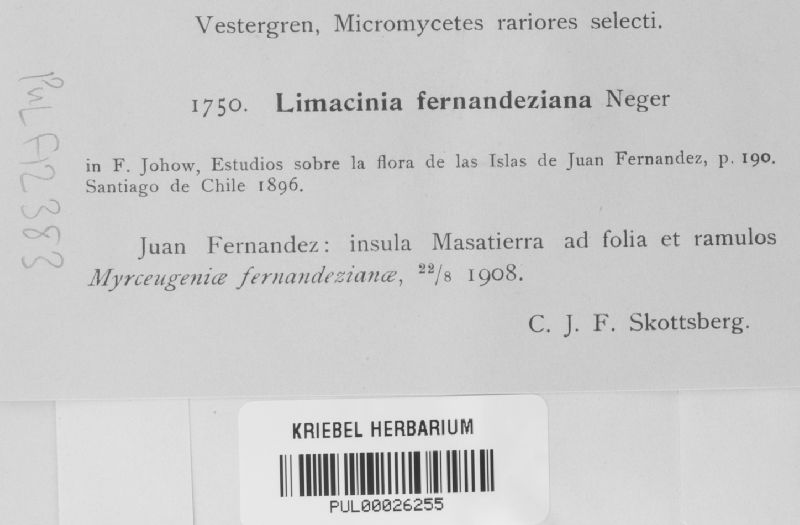 Vestergren, Micromycetes rariores selecti.
1750. Limacinia fernandeziana Neger
in F. Johow, Estudios sobre la flora de las Islas de Juan Fernandez, p. 190.
Santiago de Chile 1896.
Juan Fernandez: insula Masatierra ad folia et ramulos
Myrceugeniæ fernandezianæ, 22/8 1908.
C. J. F. Skottsberg.
PUL F12383
KRIEBEL HERBARIUM
PUL00026255